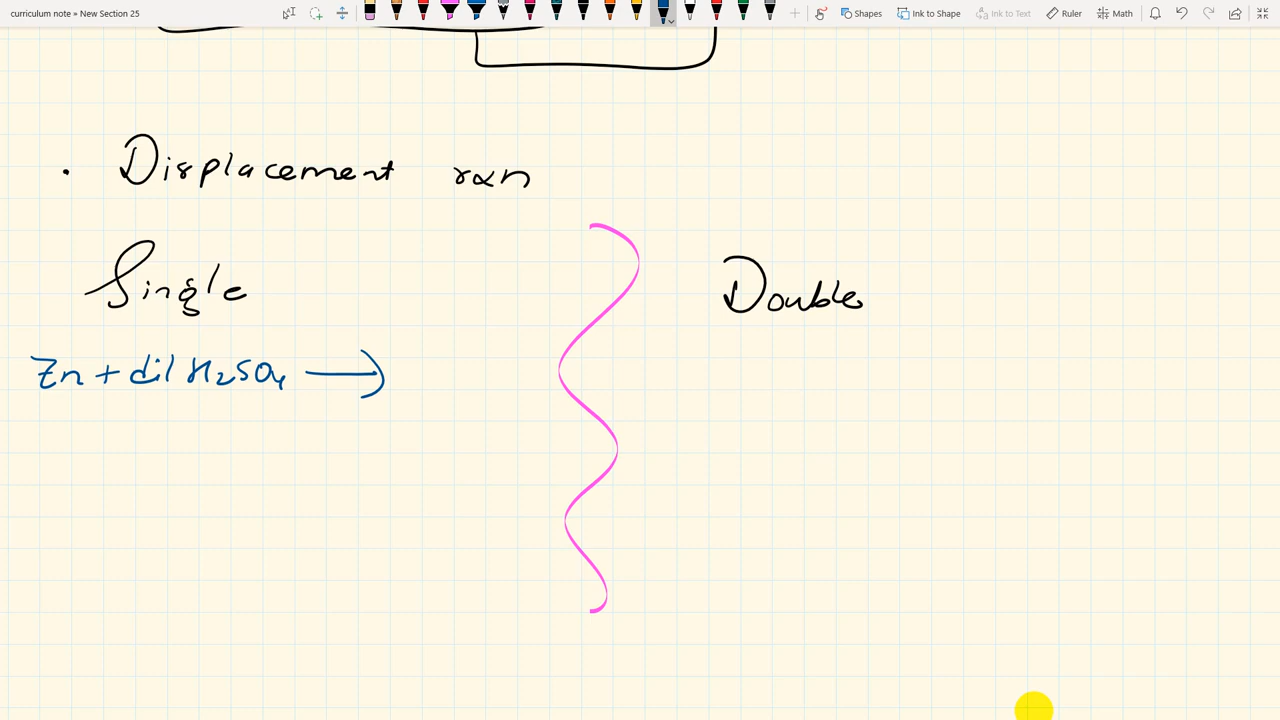 curriculum note » New Section 25
Shapes
Ink to Shape
Ink to Text
Ruler
Math
. Displacement rxn
Single
Double
Zn + dil H₂SO₄ →